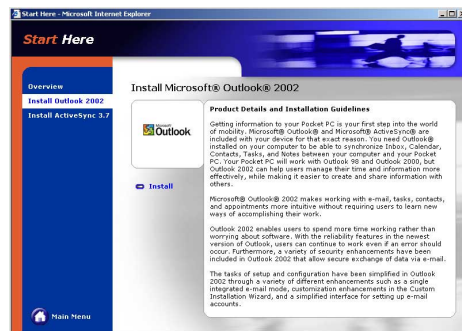 Start Here - Microsoft Internet Explorer
Start Here
Overview
Install Outlook 2002
Install ActiveSync 3.7
Install Microsoft® Outlook® 2002
Microsoft
Outlook
Install
Product Details and Installation Guidelines
Getting information to your Pocket PC is your first step into the world
of mobility. Microsoft® Outlook® and Microsoft® ActiveSync® are
included with your device for that exact reason. You need Outlook®
installed on your computer to be able to synchronize Inbox, Calendar,
Contacts, Tasks, and Notes between your computer and your Pocket
PC. Your Pocket PC will work with Outlook 98 and Outlook 2000, but
Outlook 2002 can help users manage their time and information more
effectively, while making it easier to create and share information with
others.
Microsoft® Outlook® 2002 makes working with e-mail, tasks, contacts,
and appointments more intuitive without requiring users to learn new
ways of accomplishing their work.
Outlook 2002 enables users to spend more time working rather than
worrying about software. With the reliability features in the newest
version of Outlook, users can continue to work even if an error should
occur. Furthermore, a variety of security enhancements have been
included in Outlook 2002 that allow secure exchange of data via e-mail.
The tasks of setup and configuration have been simplified in Outlook
2002 through a variety of different enhancements such as a single
integrated e-mail mode, customization enhancements in the Custom
Installation Wizard, and a simplified interface for setting up e-mail
accounts.
Main Menu